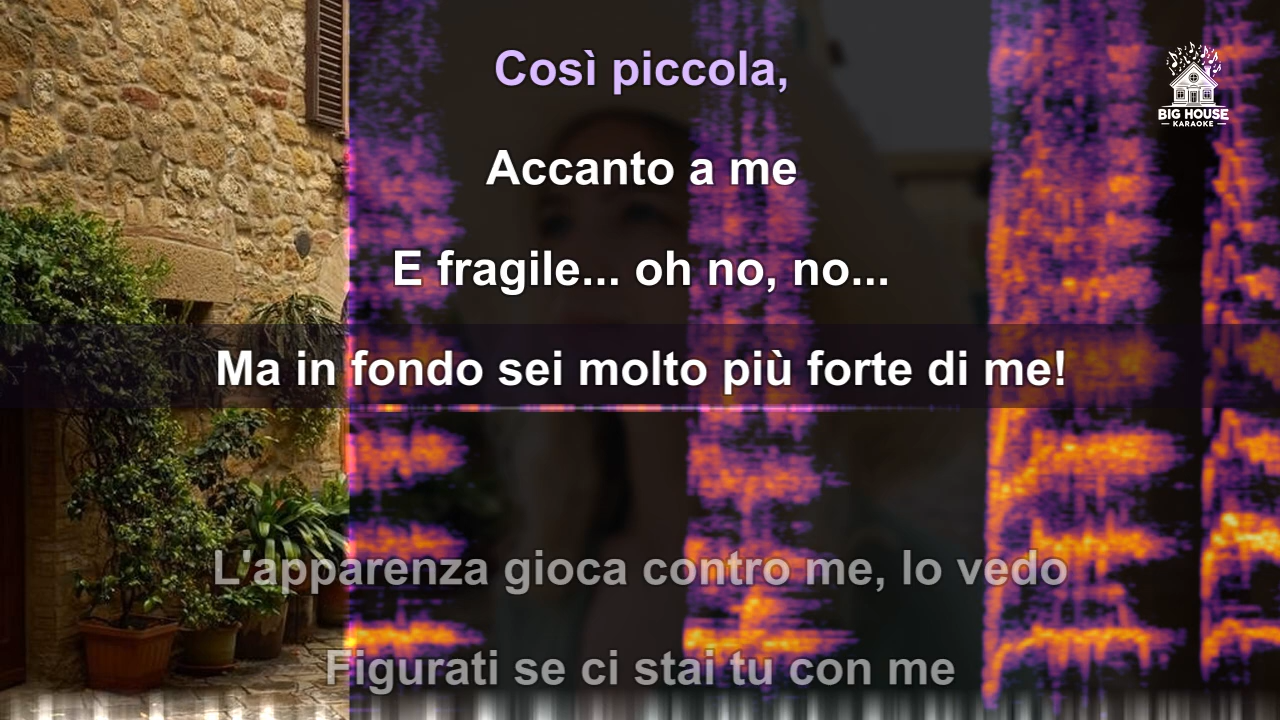 Così piccola,
BIG HOUSE
KARAOKE
Accanto a me
E fragile... oh no, no...
Ma in fondo sei molto più forte di me!
L'apparenza gioca contro me, lo vedo
Figurati se ci stai tu con me